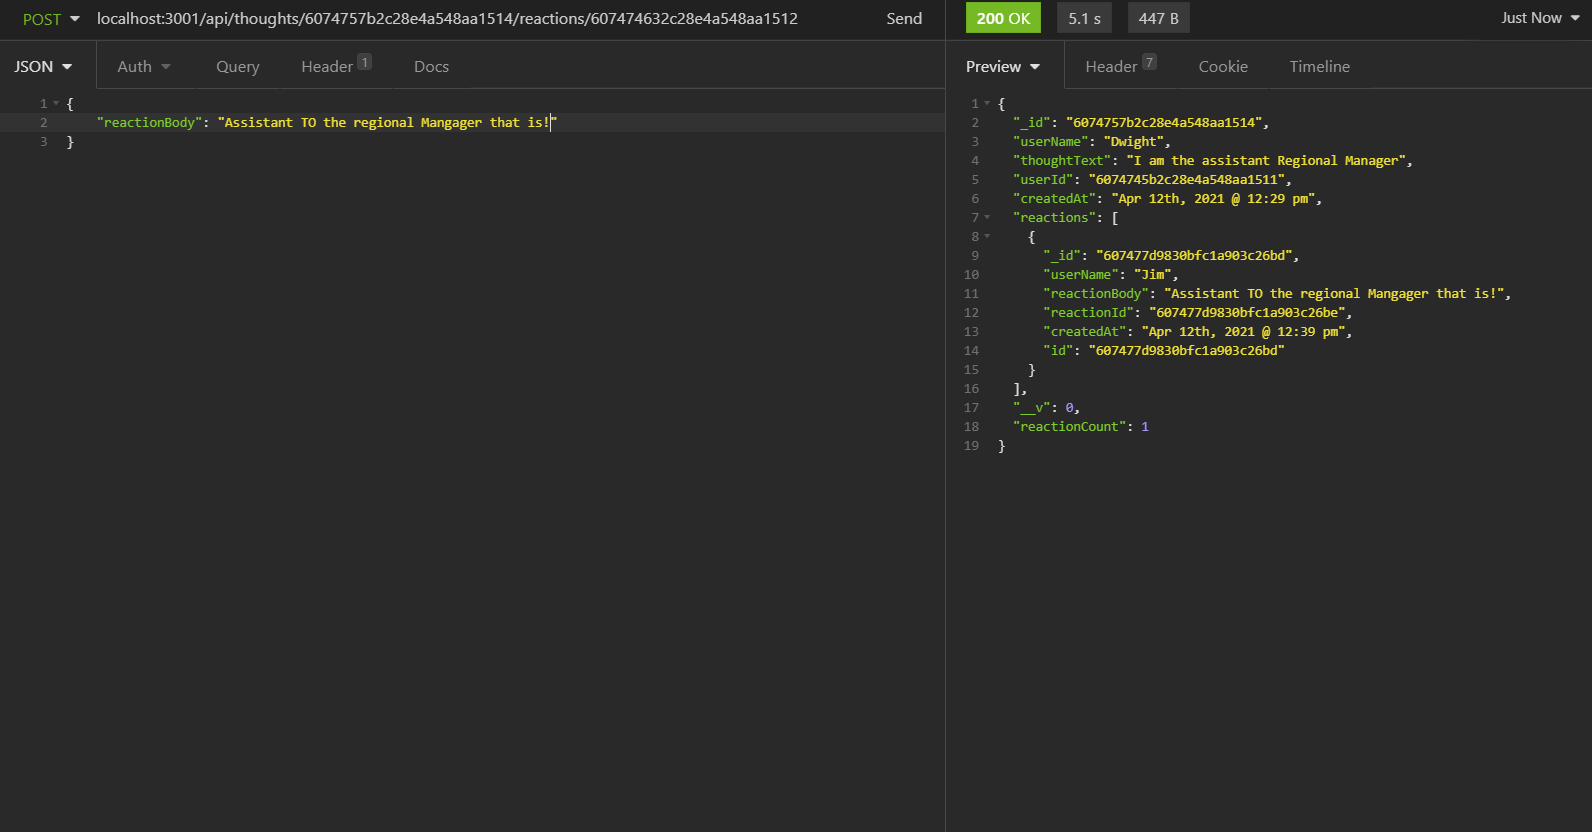 POST localhost:3001/api/thoughts/6074757b2c28e4a548aa1514/reactions/607474632c28e4a548aa1512 Send
JSON Auth Query Header 1 Docs
1 {
2 "reactionBody": "Assistant TO the regional Mangager that is!"
3 }
200 OK 5.1 s 447 B Just Now
Preview Header 7 Cookie Timeline
1 {
2 "_id": "6074757b2c28e4a548aa1514",
3 "userName": "Dwight",
4 "thoughtText": "I am the assistant Regional Manager",
5 "userId": "6074745b2c28e4a548aa1511",
6 "createdAt": "Apr 12th, 2021 @ 12:29 pm",
7 "reactions": [
8 {
9 "_id": "607477d9830bfc1a903c26bd",
10 "userName": "Jim",
11 "reactionBody": "Assistant TO the regional Mangager that is!",
12 "reactionId": "607477d9830bfc1a903c26be",
13 "createdAt": "Apr 12th, 2021 @ 12:39 pm",
14 "id": "607477d9830bfc1a903c26bd"
15 }
16 ],
17 "__v": 0,
18 "reactionCount": 1
19 }